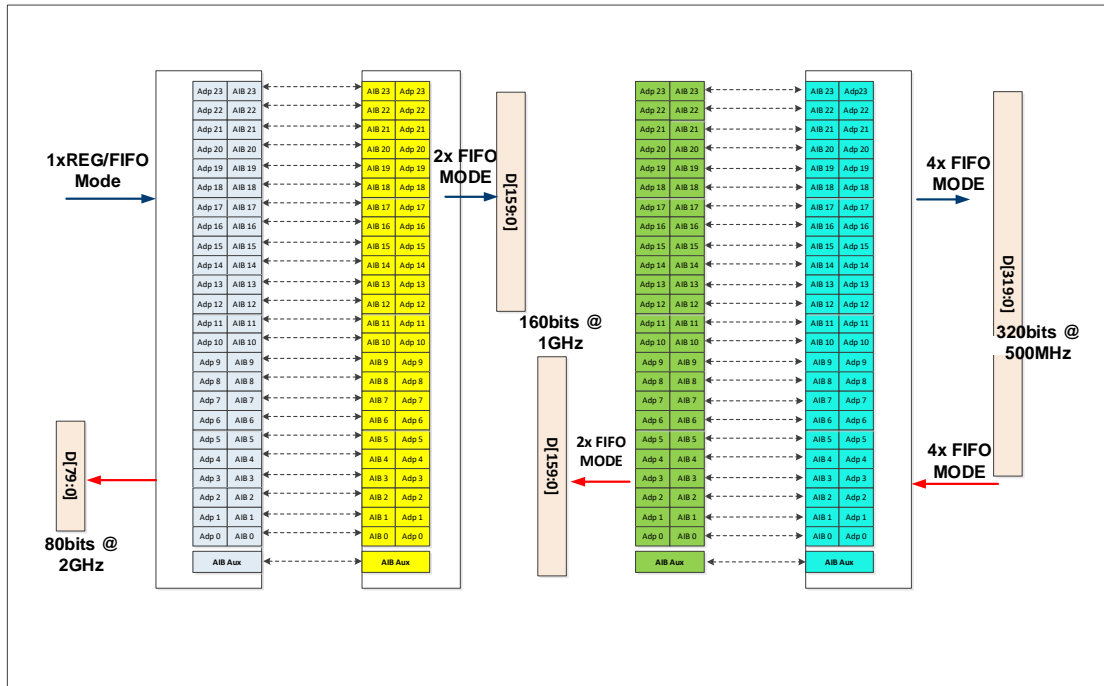 1xREG/FIFO
Mode
D[79:0]
80bits @
2GHz
Adp 23 AIB 23
Adp 22 AIB 22
Adp 21 AIB 21
Adp 20 AIB 20
Adp 19 AIB 19
Adp 18 AIB 18
Adp 17 AIB 17
Adp 16 AIB 16
Adp 15 AIB 15
Adp 14 AIB 14
Adp 13 AIB 13
Adp 12 AIB 12
Adp 11 AIB 11
Adp 10 AIB 10
Adp 9 AIB 9
Adp 8 AIB 8
Adp 7 AIB 7
Adp 6 AIB 6
Adp 5 AIB 5
Adp 4 AIB 4
Adp 3 AIB 3
Adp 2 AIB 2
Adp 1 AIB 1
Adp 0 AIB 0
AIB Aux
AIB 23 Adp 23
AIB 22 Adp 22
AIB 21 Adp 21
AIB 20 Adp 20
AIB 19 Adp 19
AIB 18 Adp 18
AIB 17 Adp 17
AIB 16 Adp 16
AIB 15 Adp 15
AIB 14 Adp 14
AIB 13 Adp 13
AIB 12 Adp 12
AIB 11 Adp 11
AIB 10 Adp 10
AIB 9 Adp 9
AIB 8 Adp 8
AIB 7 Adp 7
AIB 6 Adp 6
AIB 5 Adp 5
AIB 4 Adp 4
AIB 3 Adp 3
AIB 2 Adp 2
AIB 1 Adp 1
AIB 0 Adp 0
AIB Aux
2x FIFO
MODE
D[159:0]
160bits @
1GHz
D[159:0]
2x FIFO
MODE
Adp 23 AIB 23
Adp 22 AIB 22
Adp 21 AIB 21
Adp 20 AIB 20
Adp 19 AIB 19
Adp 18 AIB 18
Adp 17 AIB 17
Adp 16 AIB 16
Adp 15 AIB 15
Adp 14 AIB 14
Adp 13 AIB 13
Adp 12 AIB 12
Adp 11 AIB 11
Adp 10 AIB 10
Adp 9 AIB 9
Adp 8 AIB 8
Adp 7 AIB 7
Adp 6 AIB 6
Adp 5 AIB 5
Adp 4 AIB 4
Adp 3 AIB 3
Adp 2 AIB 2
Adp 1 AIB 1
Adp 0 AIB 0
AIB Aux
AIB 23 Adp23
AIB 22 Adp 22
AIB 21 Adp 21
AIB 20 Adp 20
AIB 19 Adp 19
AIB 18 Adp 18
AIB 17 Adp 17
AIB 16 Adp 16
AIB 15 Adp 15
AIB 14 Adp 14
AIB 13 Adp 13
AIB 12 Adp 12
AIB 11 Adp 11
AIB 10 Adp 10
AIB 9 Adp 9
AIB 8 Adp 8
AIB 7 Adp 7
AIB 6 Adp 6
AIB 5 Adp 5
AIB 4 Adp 4
AIB 3 Adp 3
AIB 2 Adp 2
AIB 1 Adp 1
AIB 0 Adp 0
AIB Aux
4x FIFO
MODE
D[319:0]
320bits @
500MHz
4x FIFO
MODE